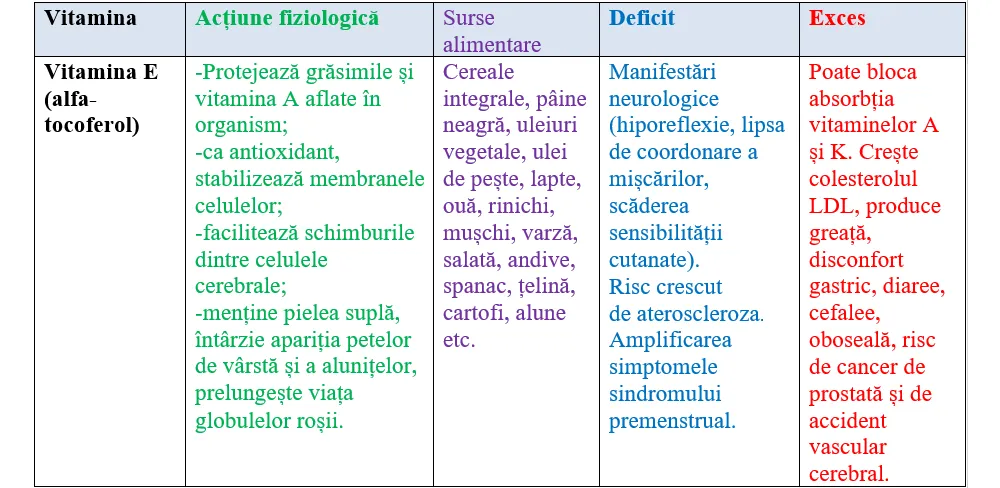 Vitamina
Acțiune fiziologică
Surse
alimentare
Deficit
Exces
Vitamina E
(alfa-
tocoferol)
-Protejează grăsimile și
vitamina A aflate în
organism;
-ca antioxidant,
stabilizează membranele
celulelor;
-facilitează schimburile
dintre celulele
cerebrale;
-menține pielea suplă,
întârzie apariția petelor
de vârstă și a alunițelor,
prelungește viața
globulelor roșii.
Cereale
integrale, pâine
neagră, uleiuri
vegetale, ulei
de pește, lapte,
ouă, rinichi,
mușchi, varză,
salată, andive,
spanac, țelină,
cartofi, alune
etc.
Manifestări
neurologice
(hiporeflexie, lipsa
de coordonare a
mișcărilor,
scăderea
sensibilității
cutanate).
Risc crescut
de ateroscleroza.
Amplificarea
simptomele
sindromului
premenstrual.
Poate bloca
absorbția
vitaminelor A
și K. Crește
colesterolul
LDL, produce
greață,
disconfort
gastric, diaree,
cefalee,
oboseală, risc
de cancer de
prostată și de
accident
vascular
cerebral.